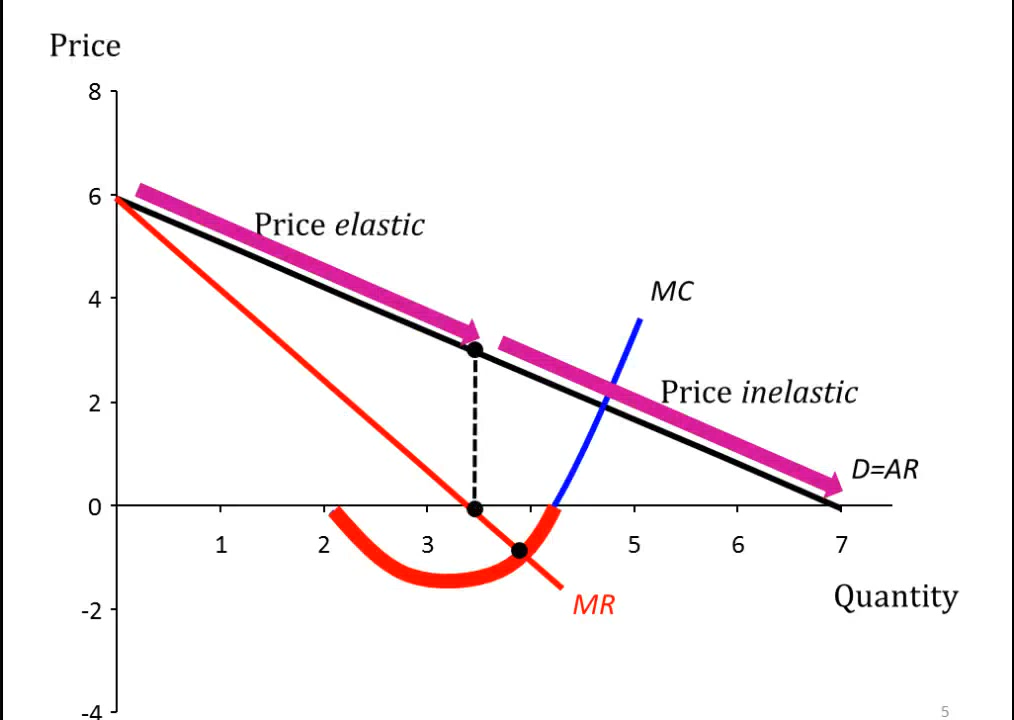 Price
8
6
Price elastic
4
MC
2
Price inelastic
D=AR
0
1 2 3 5 6 7
Quantity
-2
MR
-4
5